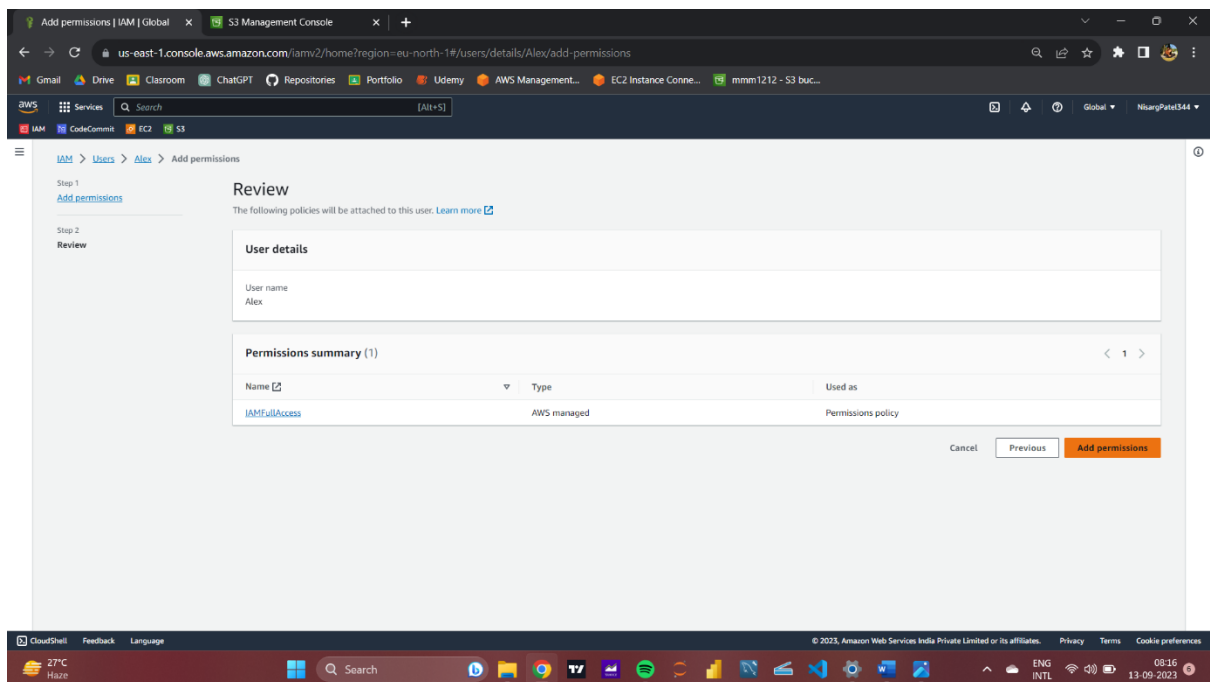 Add permissions | IAM | Global
S3 Management Console
us-east-1.console.aws.amazon.com/iamv2/home?region=eu-north-1#/users/details/Alex/add-permissions
Gmail Drive Clasroom ChatGPT Repositories Portfolio Udemy AWS Management... EC2 Instance Conne... mmm1212 - S3 buc...
aws Services Search [Alt+S] Global NisargPatel344
IAM CodeCommit EC2 S3
IAM > Users > Alex > Add permissions
Step 1
Add permissions
Step 2
Review
Review
The following policies will be attached to this user. Learn more
User details
User name
Alex
Permissions summary (1) < 1 >
Name Type Used as
IAMFullAccess AWS managed Permissions policy
Cancel Previous Add permissions
CloudShell Feedback Language © 2023, Amazon Web Services India Private Limited or its affiliates. Privacy Terms Cookie preferences
27°C
Haze
Search
ENG
INTL
08:16
13-09-2023
6